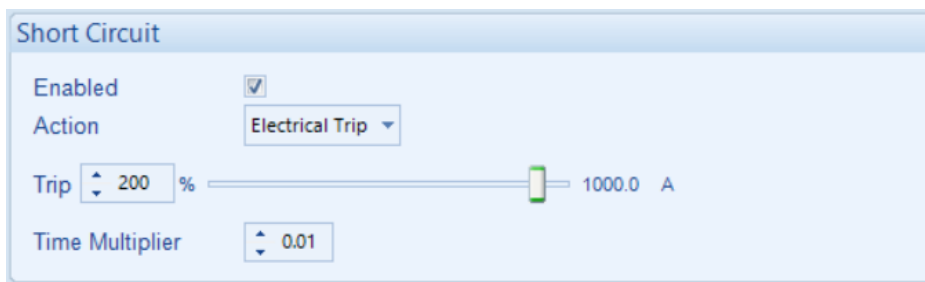 Short Circuit
Enabled
Action Electrical Trip
Trip 200 % 1000.0 A
Time Multiplier 0.01